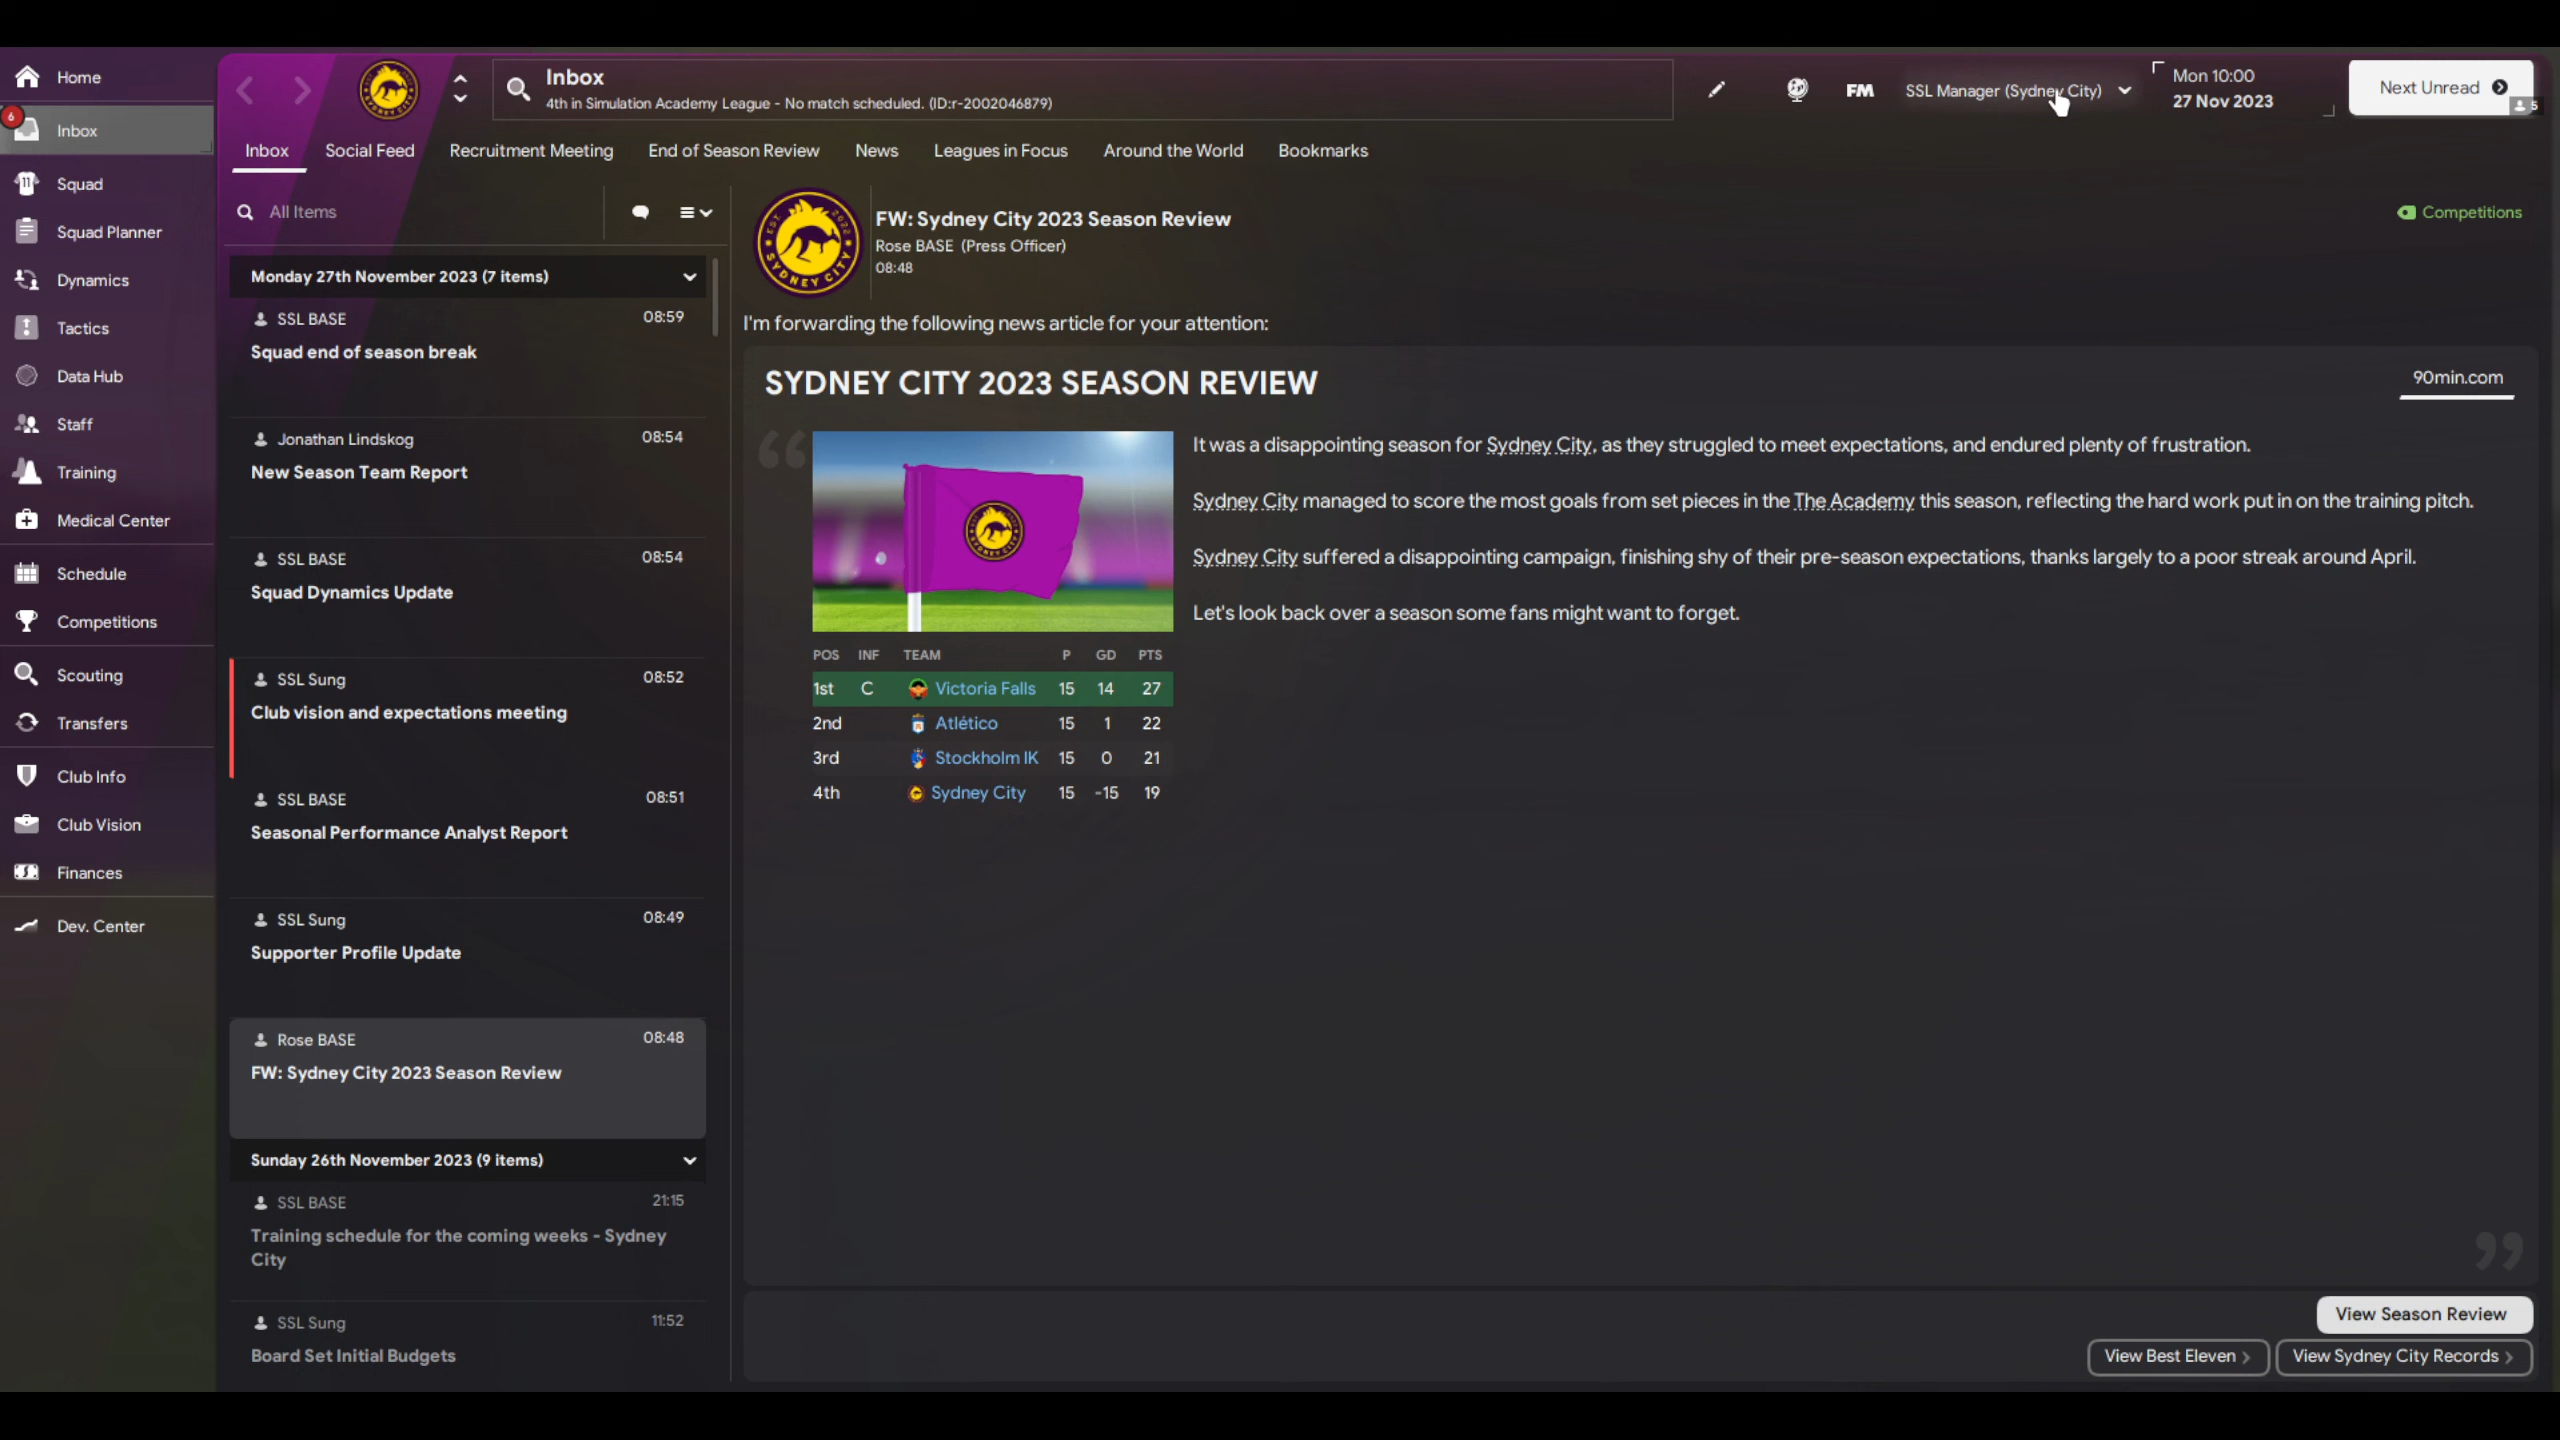 Home
6
Inbox
Squad
Squad Planner
Dynamics
Tactics
Data Hub
Staff
Training
Medical Center
Schedule
Competitions
Scouting
Transfers
Club Info
Club Vision
Finances
Dev. Center
Inbox
4th in Simulation Academy League - No match scheduled. (ID:r-2002046879)
FM
SSL Manager (Sydney City)
Mon 10:00
27 Nov 2023
Next Unread
5
Inbox Social Feed Recruitment Meeting End of Season Review News Leagues in Focus Around the World Bookmarks
All Items
Monday 27th November 2023 (7 items)
SSL BASE 08:59
Squad end of season break
Jonathan Lindskog 08:54
New Season Team Report
SSL BASE 08:54
Squad Dynamics Update
SSL Sung 08:52
Club vision and expectations meeting
SSL BASE 08:51
Seasonal Performance Analyst Report
SSL Sung 08:49
Supporter Profile Update
Rose BASE 08:48
FW: Sydney City 2023 Season Review
Sunday 26th November 2023 (9 items)
SSL BASE 21:15
Training schedule for the coming weeks - Sydney
City
SSL Sung 11:52
Board Set Initial Budgets
EST. 2022
SYDNEY CITY
FW: Sydney City 2023 Season Review
Rose BASE (Press Officer)
08:48
Competitions
I'm forwarding the following news article for your attention:
SYDNEY CITY 2023 SEASON REVIEW
90min.com
It was a disappointing season for Sydney City, as they struggled to meet expectations, and endured plenty of frustration.
Sydney City managed to score the most goals from set pieces in the The Academy this season, reflecting the hard work put in on the training pitch.
Sydney City suffered a disappointing campaign, finishing shy of their pre-season expectations, thanks largely to a poor streak around April.
Let's look back over a season some fans might want to forget.
POS INF TEAM P GD PTS
1st C Victoria Falls 15 14 27
2nd Atlético 15 1 22
3rd Stockholm IK 15 0 21
4th Sydney City 15 -15 19
View Season Review
View Best Eleven
View Sydney City Records